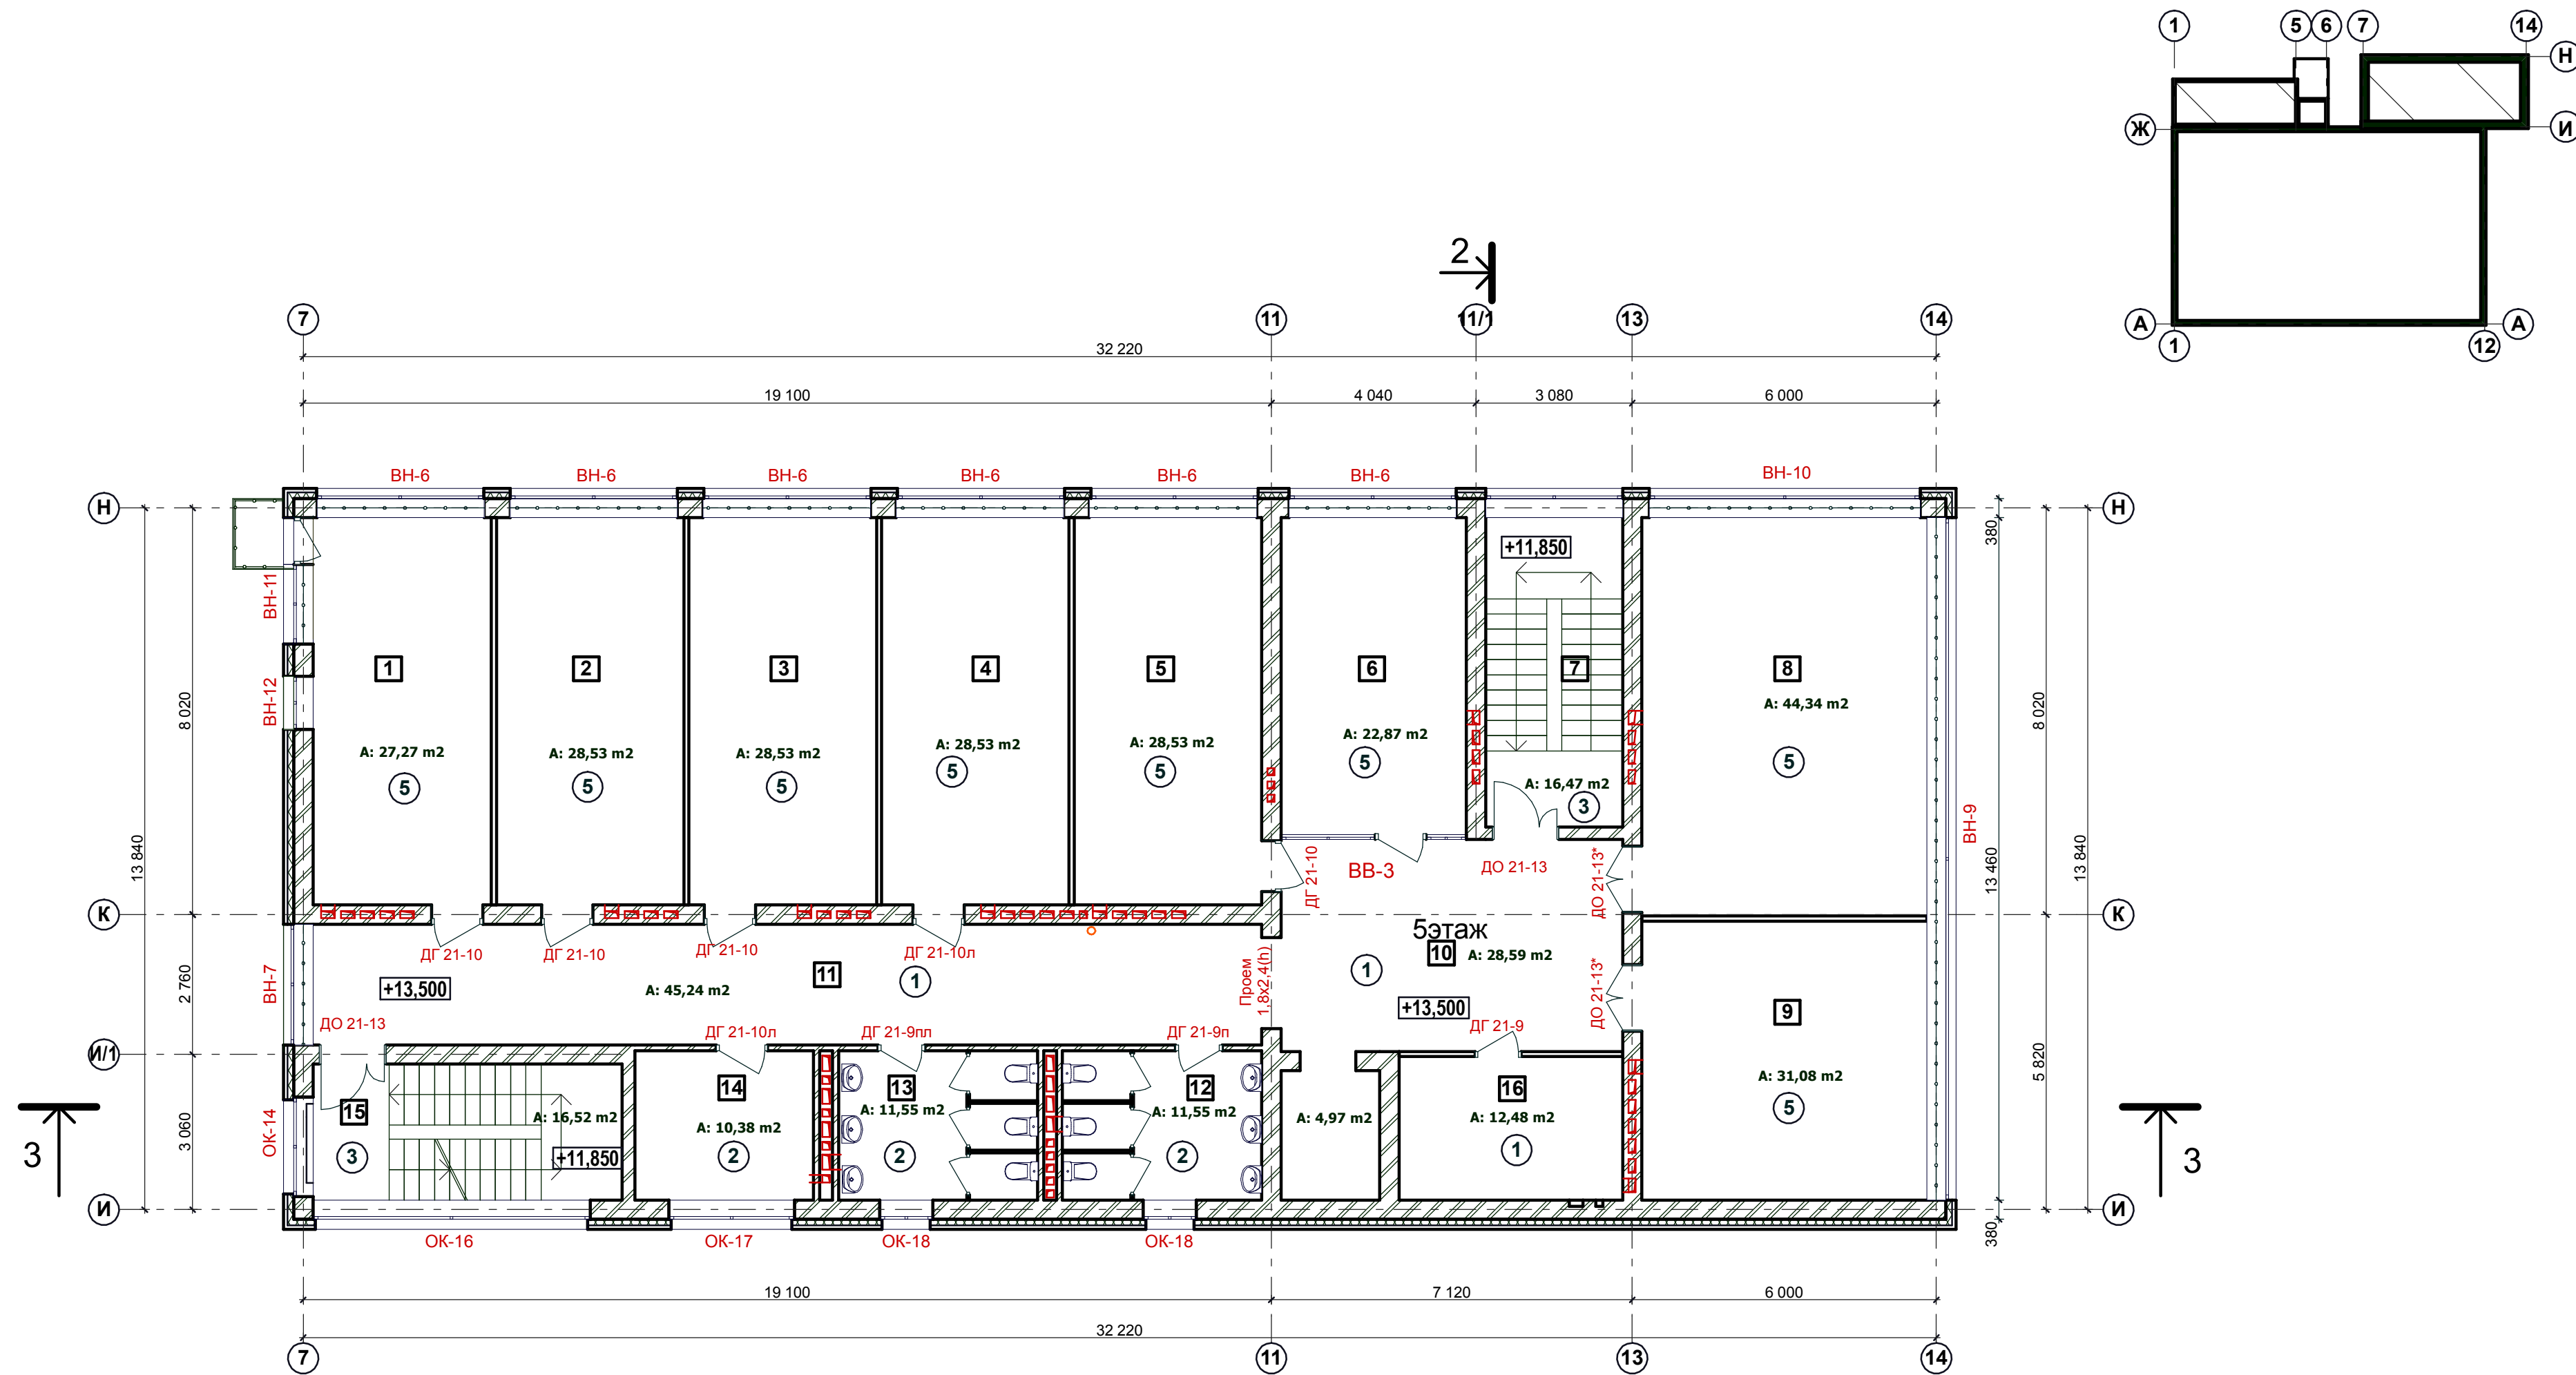 1 5 6 7 14
Н
Ж И
А А
1 12
2
7 11 11/1 13 14
32 220
19 100 4 040 3 080 6 000
ВН-6 ВН-6 ВН-6 ВН-6 ВН-6 ВН-6 ВН-10
Н Н
380
+11,850
ВН-11
1 2 3 4 5 6 7 8
ВН-12
8 020 8 020
A: 44,34 m2
A: 27,27 m2 A: 28,53 m2 A: 28,53 m2 A: 28,53 m2 A: 28,53 m2 A: 22,87 m2
5 5 5 5 5 5 5
A: 16,47 m2
3
ВН-9
13 840 13 460 13 840
ДГ 21-10 ВВ-3 ДО 21-13 ДО 21-13*
К К
5этаж
ДГ 21-10 ДГ 21-10 ДГ 21-10 ДГ 21-10л
10 A: 28,59 m2
11 1 1
ВН-7 2 760
+13,500 A: 45,24 m2
Проем
1,8х2,4(h)
+13,500 ДО 21-13*
9
ДО 21-13 ДГ 21-10л ДГ 21-9пл ДГ 21-9п ДГ 21-9
И/1
5 820
A: 31,08 m2
14 13 12 16
15 A: 16,52 m2 A: 10,38 m2 A: 11,55 m2 A: 11,55 m2 A: 4,97 m2 A: 12,48 m2
5
ОК-14 3 060
3 3
3 +11,850 2 2 2 1
И И
380
ОК-16 ОК-17 ОК-18 ОК-18
19 100 7 120 6 000
32 220
7 11 13 14